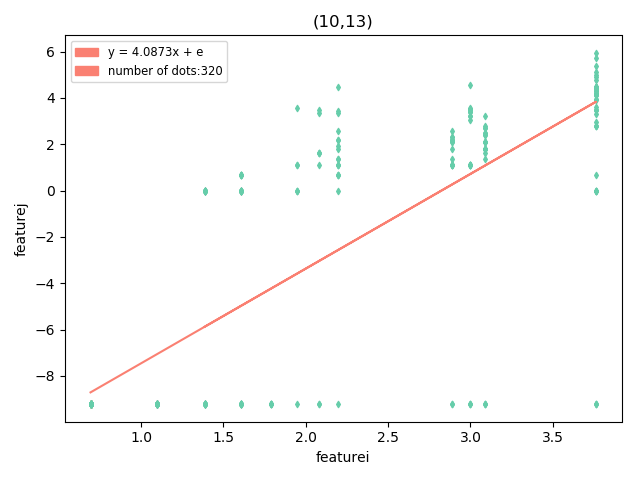 (10,13)
y = 4.0873x + e
number of dots:320
featurej
6
4
2
0
−2
−4
−6
−8
1.0 1.5 2.0 2.5 3.0 3.5
featurei